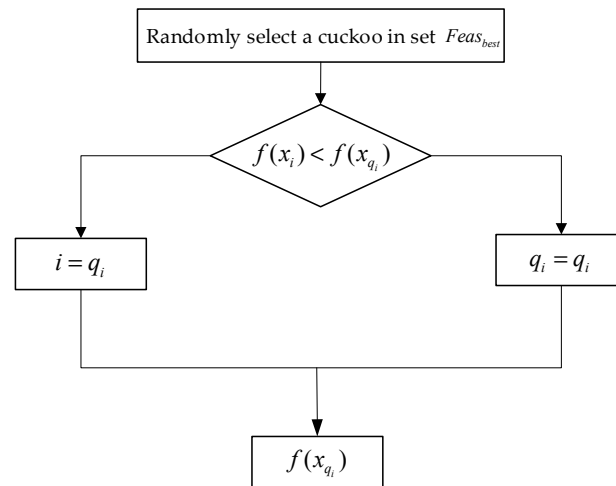 Randomly select a cuckoo in set Feas_best
f(x_i) < f(x_{q_i})
i = q_i
q_i = q_i
f(x_{q_i})